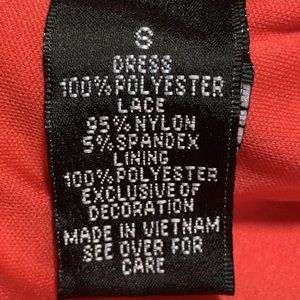 S
DRESS
100% POLYESTER
LACE
95% NYLON
5% SPANDEX
LINING
100% POLYESTER
EXCLUSIVE OF
DECORATION
MADE IN VIETNAM
SEE OVER FOR
CARE